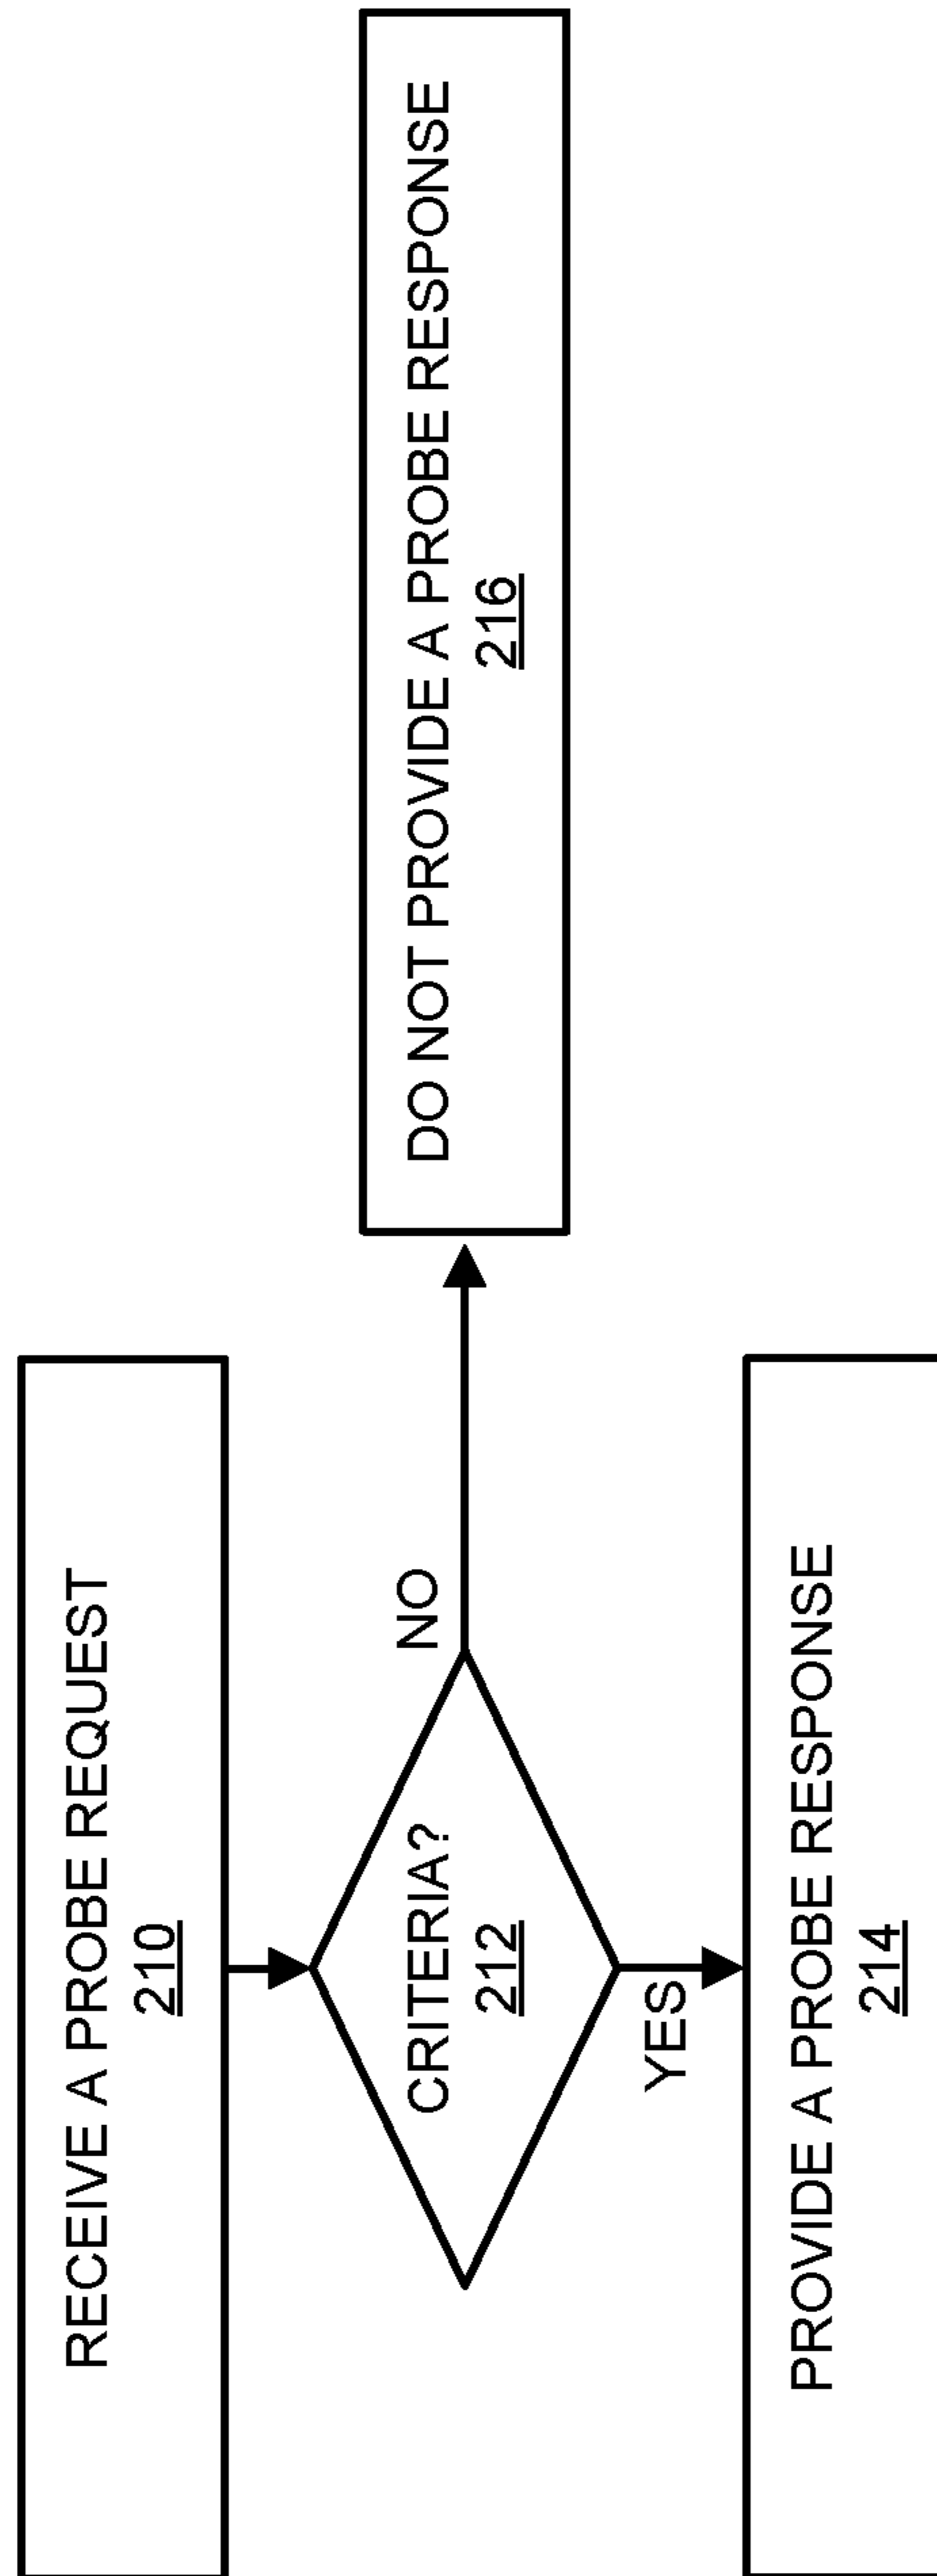 RECEIVE A PROBE REQUEST
210
CRITERIA?
212
NO
DO NOT PROVIDE A PROBE RESPONSE
216
YES
PROVIDE A PROBE RESPONSE
214